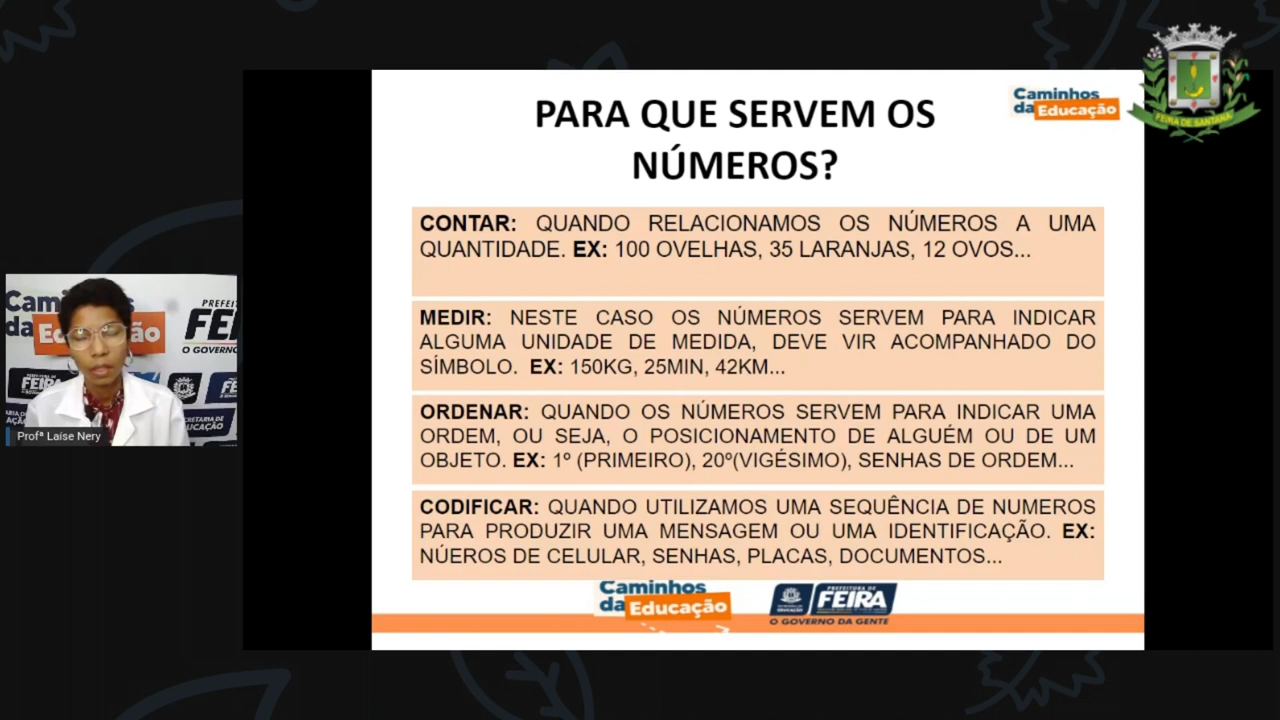 PARA QUE SERVEM OS
NÚMEROS?
Caminhos
da Educação
FEIRA DE SANTANA
CONTAR: QUANDO RELACIONAMOS OS NÚMEROS A UMA
QUANTIDADE. EX: 100 OVELHAS, 35 LARANJAS, 12 OVOS...
MEDIR: NESTE CASO OS NÚMEROS SERVEM PARA INDICAR
ALGUMA UNIDADE DE MEDIDA, DEVE VIR ACOMPANHADO DO
SÍMBOLO. EX: 150KG, 25MIN, 42KM...
ORDENAR: QUANDO OS NÚMEROS SERVEM PARA INDICAR UMA
ORDEM, OU SEJA, O POSICIONAMENTO DE ALGUÉM OU DE UM
OBJETO. EX: 1º (PRIMEIRO), 20º(VIGÉSIMO), SENHAS DE ORDEM...
CODIFICAR: QUANDO UTILIZAMOS UMA SEQUÊNCIA DE NUMEROS
PARA PRODUZIR UMA MENSAGEM OU UMA IDENTIFICAÇÃO. EX:
NÚEROS DE CELULAR, SENHAS, PLACAS, DOCUMENTOS...
Caminhos
da Educação
PREFEITURA DE
FEIRA
O GOVERNO DA GENTE
Profª Laíse Nery